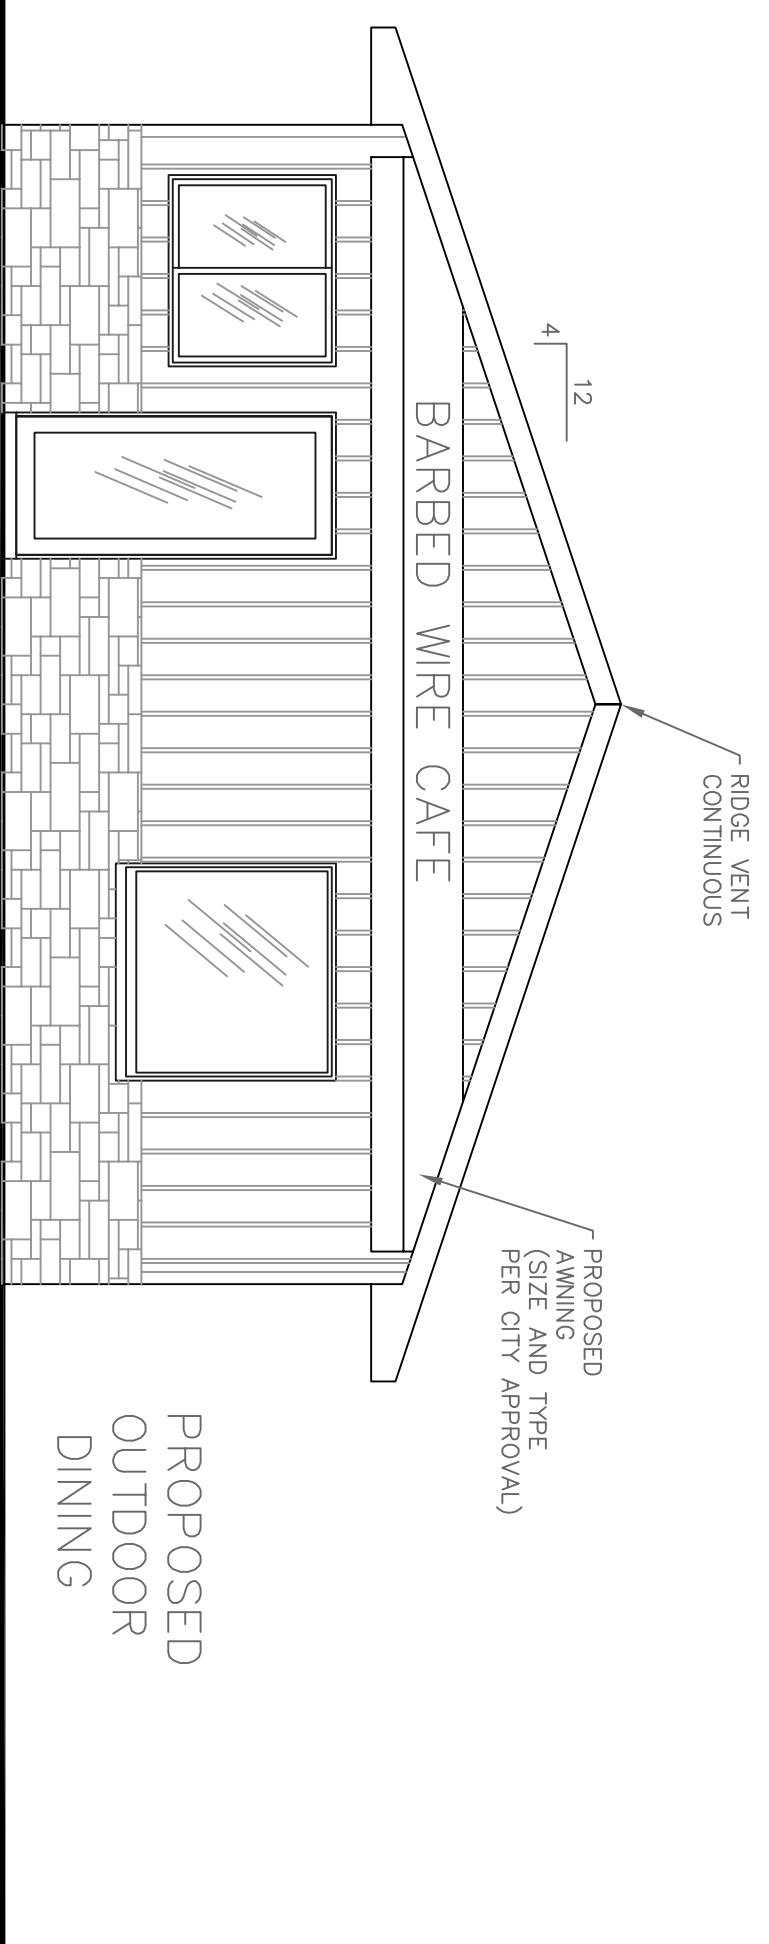 RIDGE VENT
CONTINUOUS
12
4
PROPOSED
AWNING
(SIZE AND TYPE
PER CITY APPROVAL)
BARBED WIRE CAFE
PROPOSED
OUTDOOR
DINING